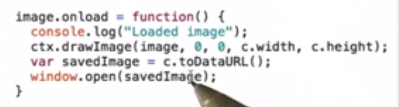 image.onload = function() {
console.log("Loaded image");
ctx.drawImage(image, 0, 0, c.width, c.height);
var savedImage = c.toDataURL();
window.open(savedImage);
}